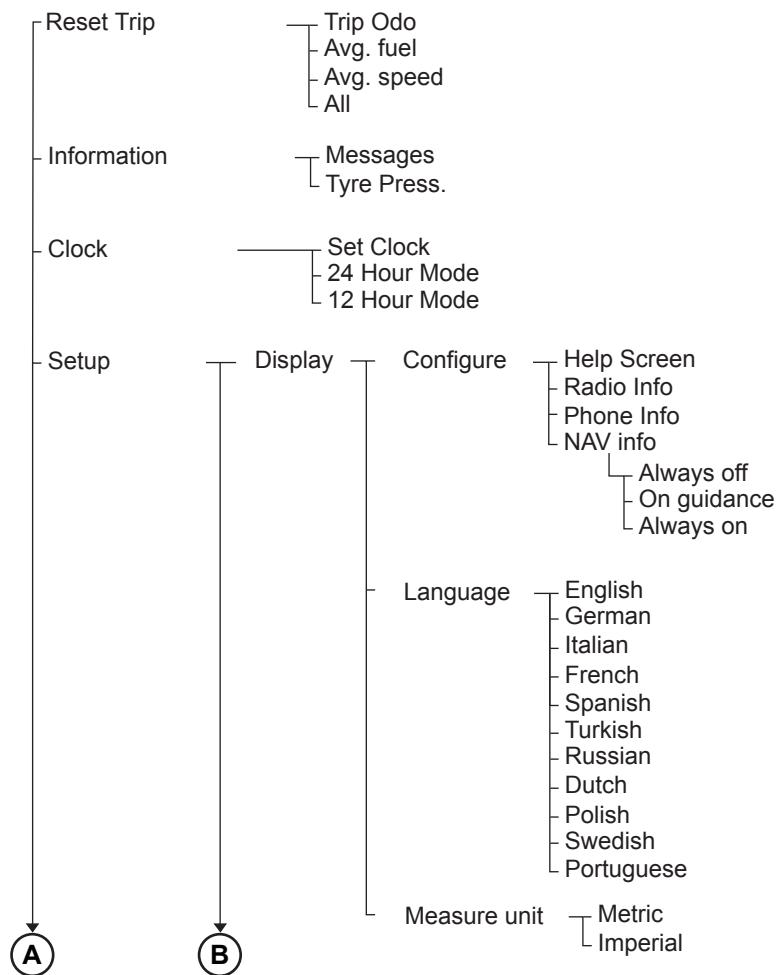 Reset Trip
Trip Odo
Avg. fuel
Avg. speed
All
Information
Messages
Tyre Press.
Clock
Set Clock
24 Hour Mode
12 Hour Mode
Setup
Display
Configure
Help Screen
Radio Info
Phone Info
NAV info
Always off
On guidance
Always on
Language
English
German
Italian
French
Spanish
Turkish
Russian
Dutch
Polish
Swedish
Portuguese
Measure unit
Metric
Imperial
A
B